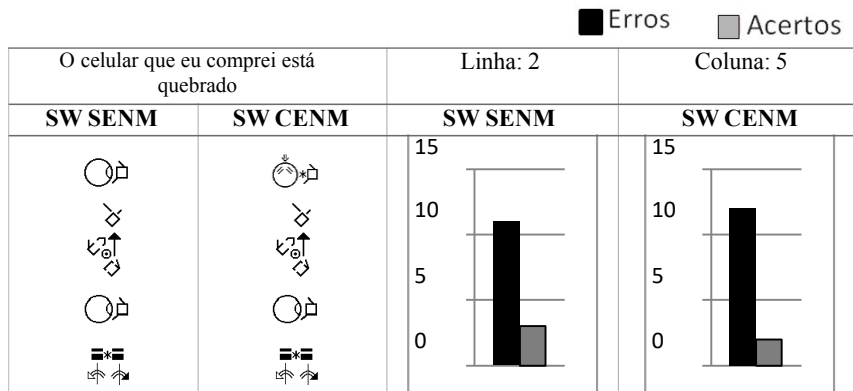 Erros Acertos
O celular que eu comprei está
quebrado
Linha: 2
Coluna: 5
SW SENM
SW CENM
SW SENM
SW CENM
15
10
5
0
15
10
5
0